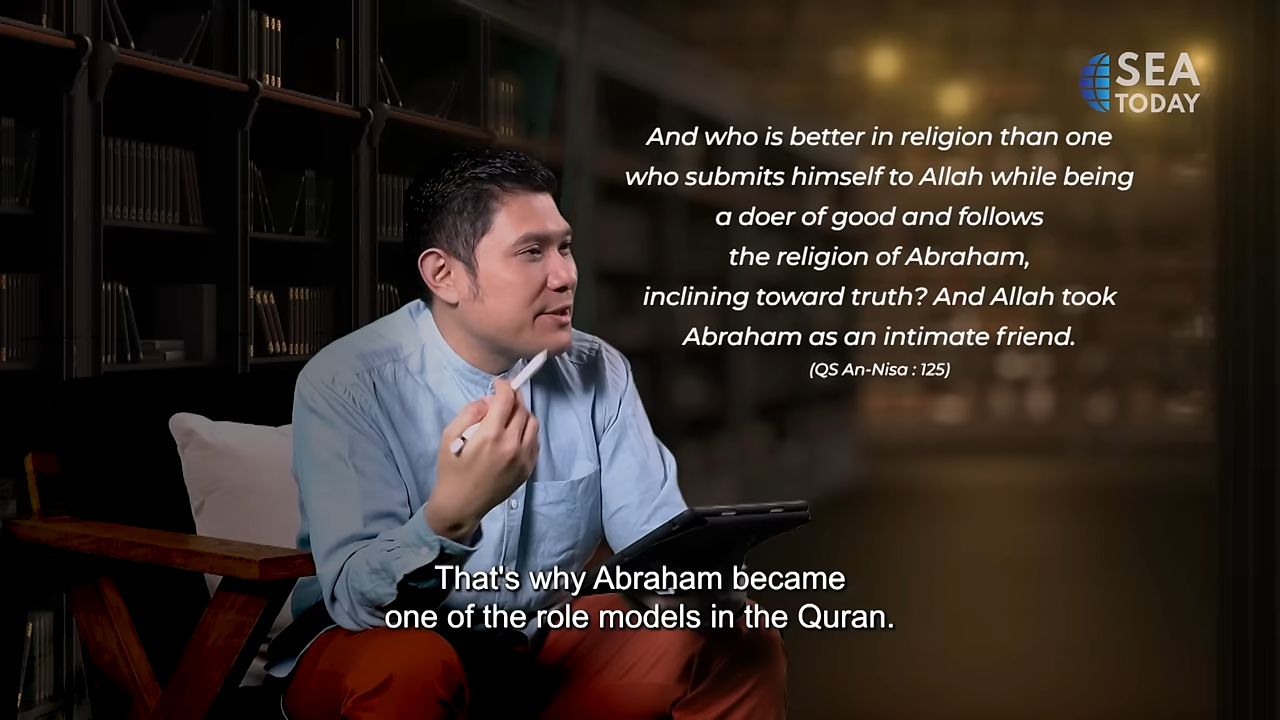 SEA
TODAY
And who is better in religion than one
who submits himself to Allah while being
a doer of good and follows
the religion of Abraham,
inclining toward truth? And Allah took
Abraham as an intimate friend.
(QS An-Nisa : 125)
That's why Abraham became
one of the role models in the Quran.